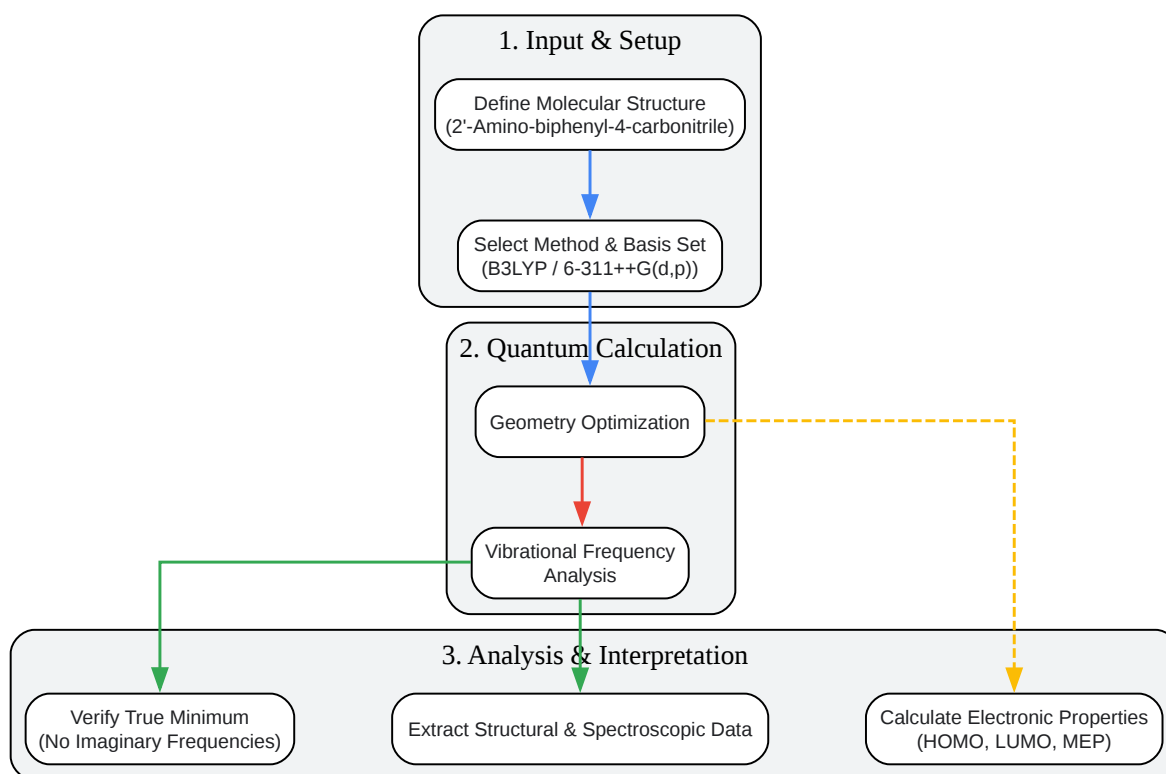 1. Input & Setup
Define Molecular Structure
(2'-Amino-biphenyl-4-carbonitrile)
Select Method & Basis Set
(B3LYP / 6-311++G(d,p))
2. Quantum Calculation
Geometry Optimization
Vibrational Frequency
Analysis
3. Analysis & Interpretation
Verify True Minimum
(No Imaginary Frequencies)
Extract Structural & Spectroscopic Data
Calculate Electronic Properties
(HOMO, LUMO, MEP)